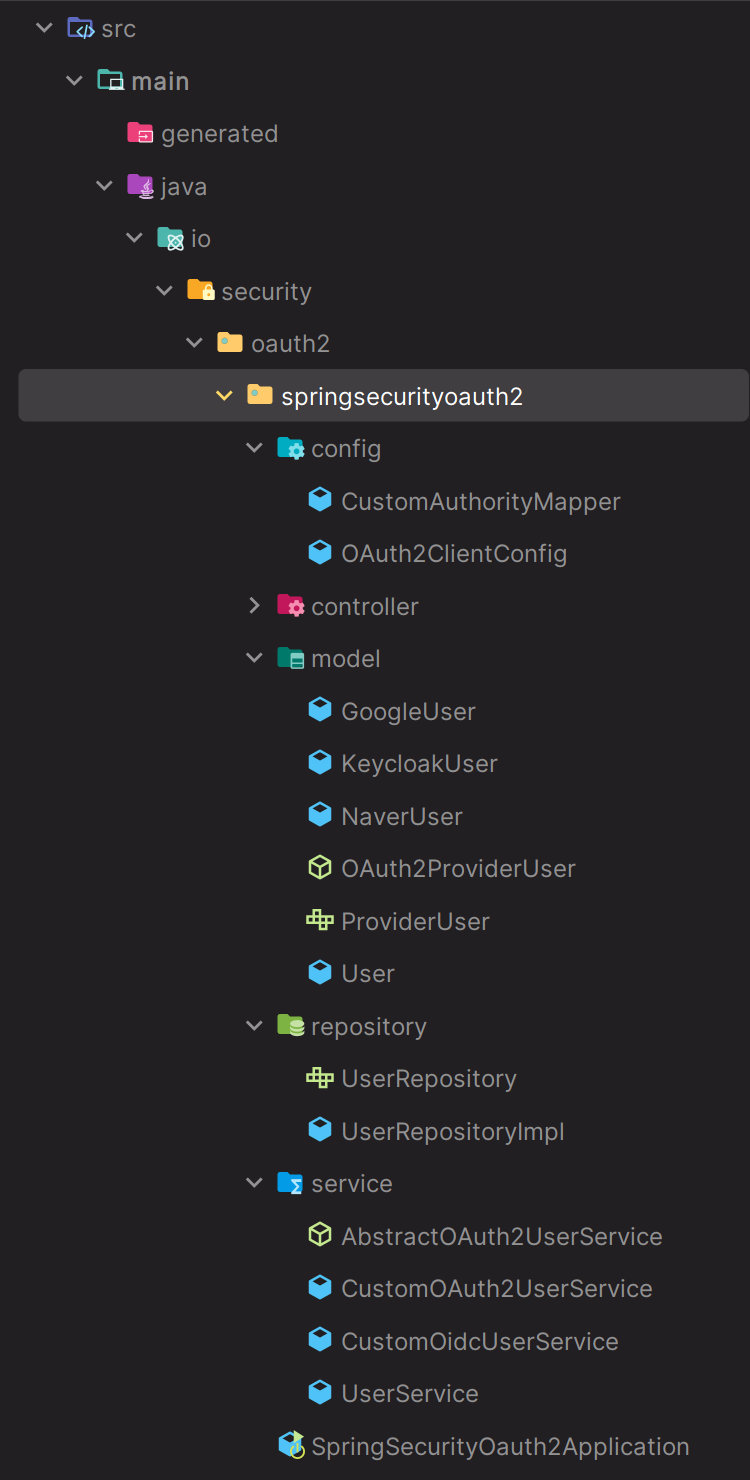 src
main
generated
java
io
security
oauth2
springsecurityoauth2
config
CustomAuthorityMapper
OAuth2ClientConfig
controller
model
GoogleUser
KeycloakUser
NaverUser
OAuth2ProviderUser
ProviderUser
User
repository
UserRepository
UserRepositoryImpl
service
AbstractOAuth2UserService
CustomOAuth2UserService
CustomOidcUserService
UserService
SpringSecurityOauth2Application